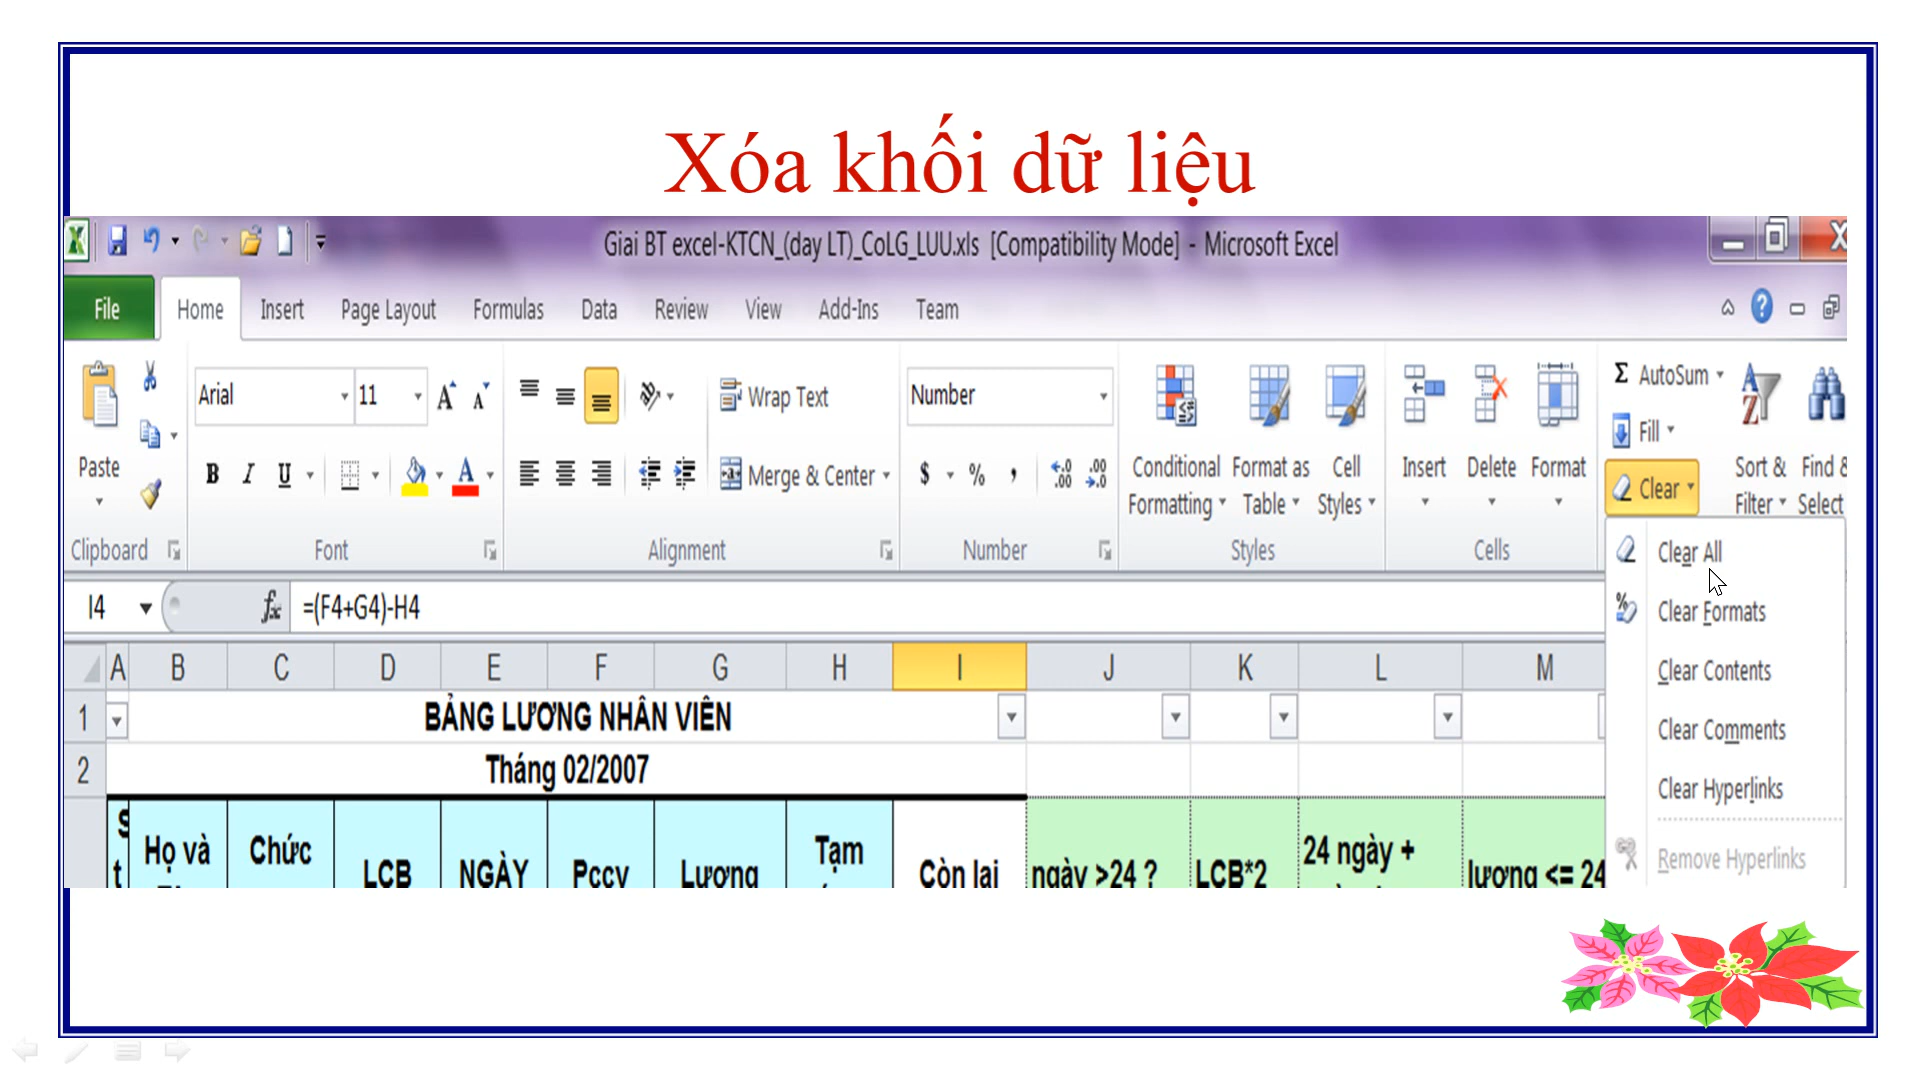 Xóa khối dữ liệu
Giai BT excel-KTCN_(day LT)_CoLG_LUU.xls [Compatibility Mode] - Microsoft Excel
File Home Insert Page Layout Formulas Data Review View Add-Ins Team
Arial 11 Wrap Text Number Σ AutoSum
Fill
Paste B I U Merge & Center $ % , Conditional Formatting Format as Table Cell Styles Insert Delete Format Clear Sort & Filter Find & Select
Clipboard Font Alignment Number Styles Cells
Clear All
Clear Formats
Clear Contents
Clear Comments
Clear Hyperlinks
Remove Hyperlinks
I4 fx =(F4+G4)-H4
A B C D E F G H I J K L M
1 BẢNG LƯƠNG NHÂN VIÊN
2 Tháng 02/2007
S Họ và Chức Tạm 24 ngày +
t LCB NGÀY Pccv Lương Còn lại ngày >24 ? LCB*2 lương <= 24